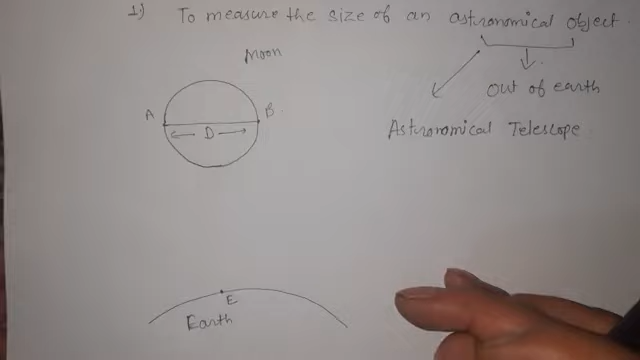 1) To measure the size of an astronomical object.
Moon
out of earth
A
B
D
Astronomical Telescope
E
Earth